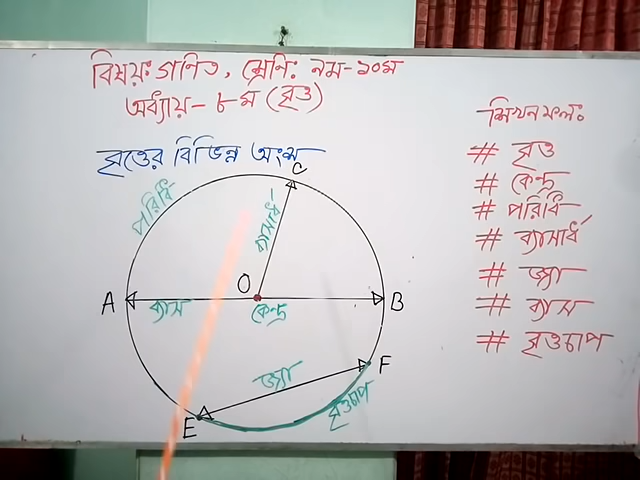 বিষয়ঃ গণিত, শ্রেণিঃ নবম-১০ম
অধ্যায়- ৮ম (বৃত্ত)
বৃত্তের বিভিন্ন অংশ
পরিধি
C
ব্যাসার্ধ
O
A
ব্যাস
কেন্দ্র
B
জ্যা
F
বৃত্তচাপ
E
শিখনফলঃ
# বৃত্ত
# কেন্দ্র
# পরিধি
# ব্যাসার্ধ
# জ্যা
# ব্যাস
# বৃত্তচাপ